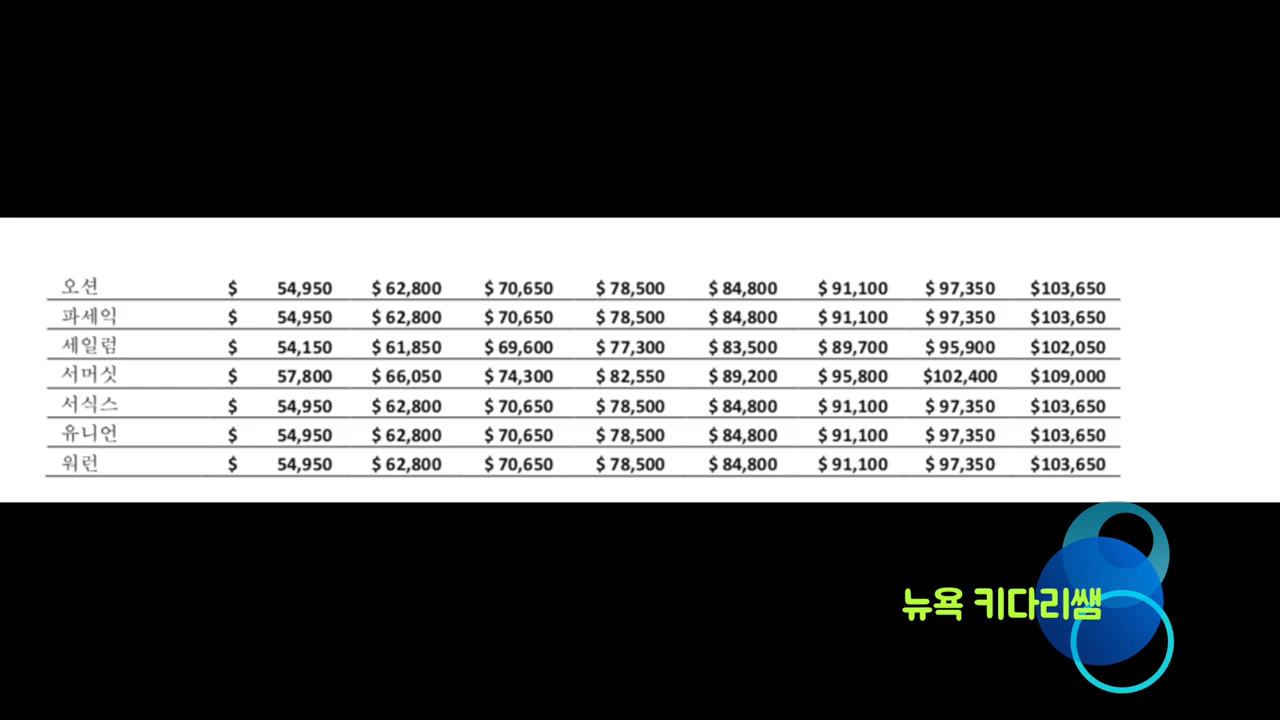 오션 $ 54,950 $ 62,800 $ 70,650 $ 78,500 $ 84,800 $ 91,100 $ 97,350 $103,650
파세익 $ 54,950 $ 62,800 $ 70,650 $ 78,500 $ 84,800 $ 91,100 $ 97,350 $103,650
세일럼 $ 54,150 $ 61,850 $ 69,600 $ 77,300 $ 83,500 $ 89,700 $ 95,900 $102,050
서머싯 $ 57,800 $ 66,050 $ 74,300 $ 82,550 $ 89,200 $ 95,800 $102,400 $109,000
서식스 $ 54,950 $ 62,800 $ 70,650 $ 78,500 $ 84,800 $ 91,100 $ 97,350 $103,650
유니언 $ 54,950 $ 62,800 $ 70,650 $ 78,500 $ 84,800 $ 91,100 $ 97,350 $103,650
워런 $ 54,950 $ 62,800 $ 70,650 $ 78,500 $ 84,800 $ 91,100 $ 97,350 $103,650
뉴욕 키다리쌤